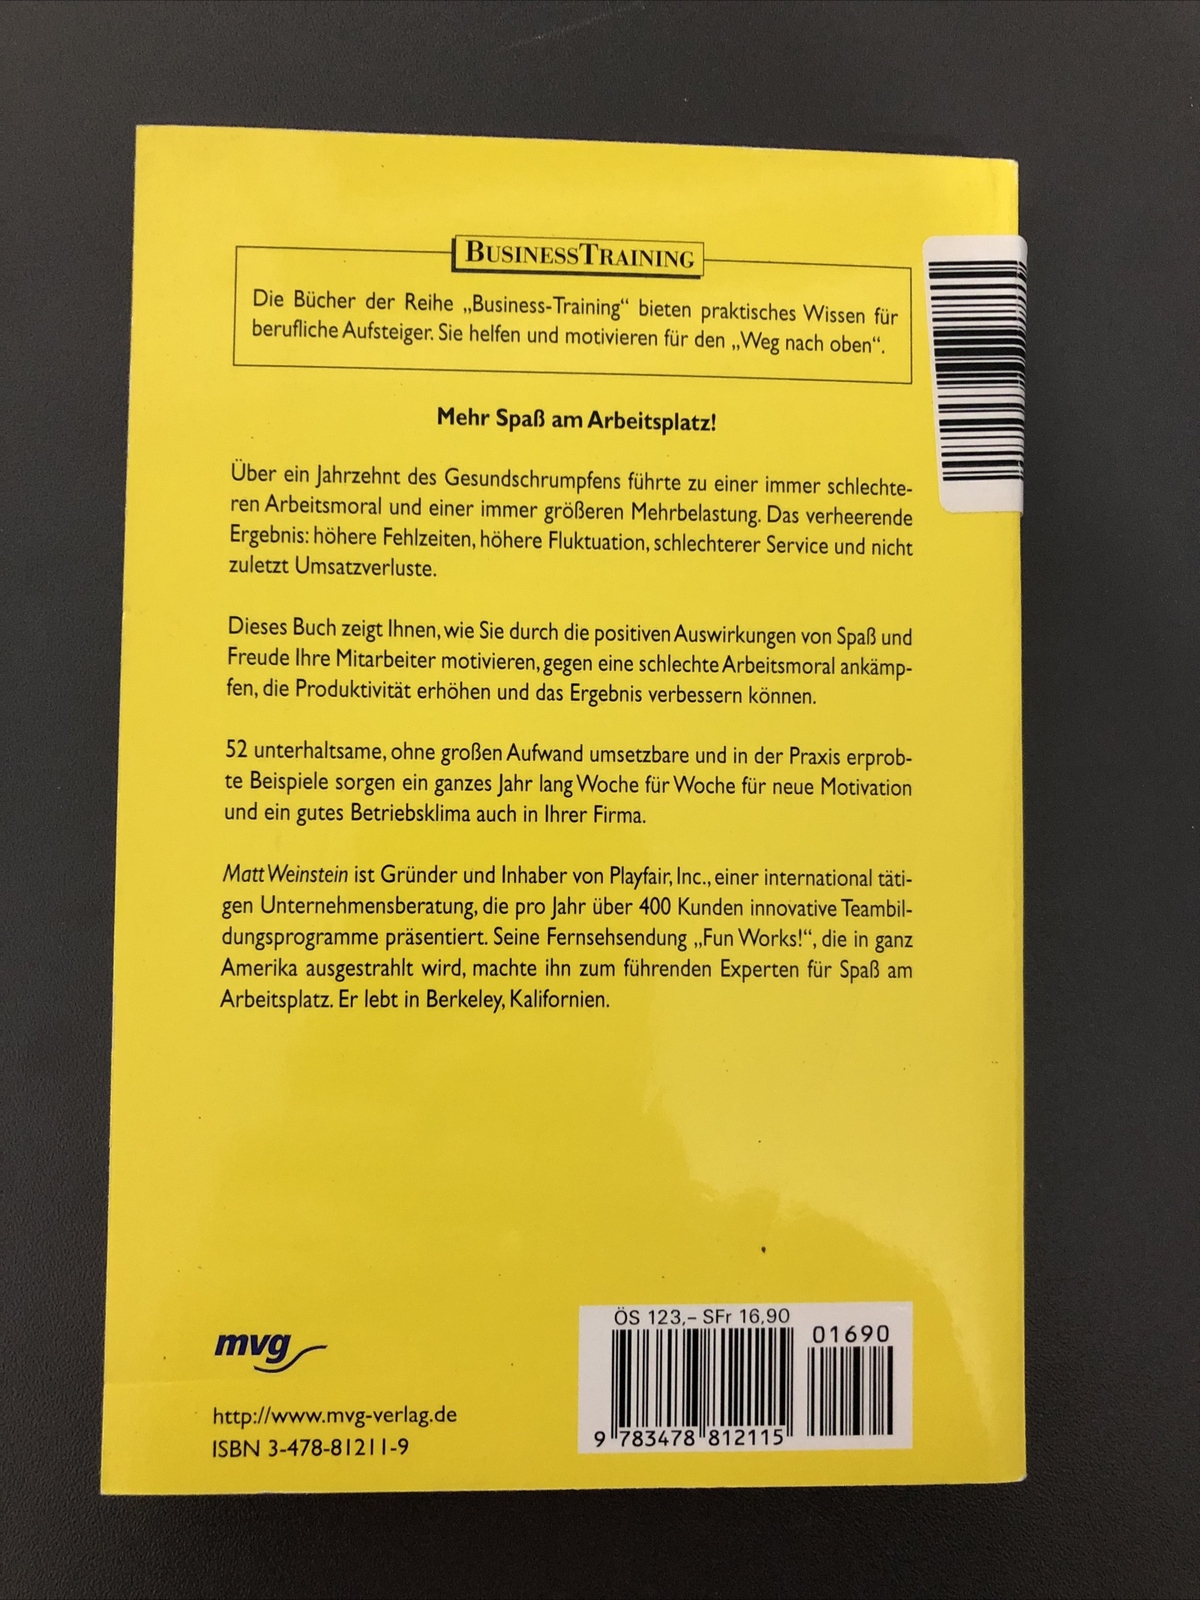 BUSINESSTRAINING
Die Bücher der Reihe „Business-Training“ bieten praktisches Wissen für
berufliche Aufsteiger. Sie helfen und motivieren für den „Weg nach oben“.
Mehr Spaß am Arbeitsplatz!
Über ein Jahrzehnt des Gesundschrumpfens führte zu einer immer schlechte-
ren Arbeitsmoral und einer immer größeren Mehrbelastung. Das verheerende
Ergebnis: höhere Fehlzeiten, höhere Fluktuation, schlechterer Service und nicht
zuletzt Umsatzverluste.
Dieses Buch zeigt Ihnen, wie Sie durch die positiven Auswirkungen von Spaß und
Freude Ihre Mitarbeiter motivieren, gegen eine schlechte Arbeitsmoral ankämp-
fen, die Produktivität erhöhen und das Ergebnis verbessern können.
52 unterhaltsame, ohne großen Aufwand umsetzbare und in der Praxis erprob-
te Beispiele sorgen ein ganzes Jahr lang Woche für Woche für neue Motivation
und ein gutes Betriebsklima auch in Ihrer Firma.
Matt Weinstein ist Gründer und Inhaber von Playfair, Inc., einer international täti-
gen Unternehmensberatung, die pro Jahr über 400 Kunden innovative Teambil-
dungsprogramme präsentiert. Seine Fernsehsendung „Fun Works!“, die in ganz
Amerika ausgestrahlt wird, machte ihn zum führenden Experten für Spaß am
Arbeitsplatz. Er lebt in Berkeley, Kalifornien.
mvg
http://www.mvg-verlag.de
ISBN 3-478-81211-9
ÖS 123,– SFr 16,90
01690
9 783478 812115